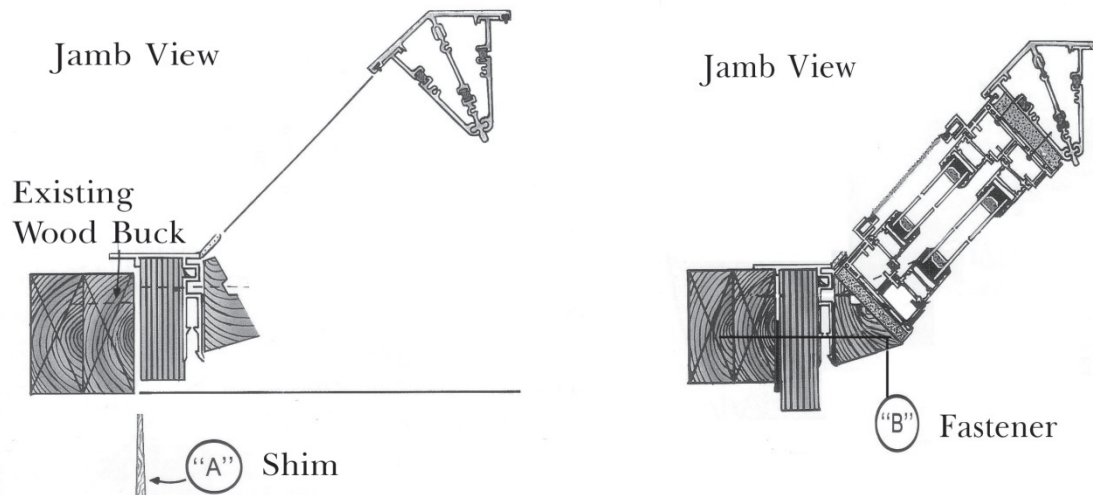 Jamb View
Existing
Wood Buck
“A” Shim
Jamb View
“B” Fastener